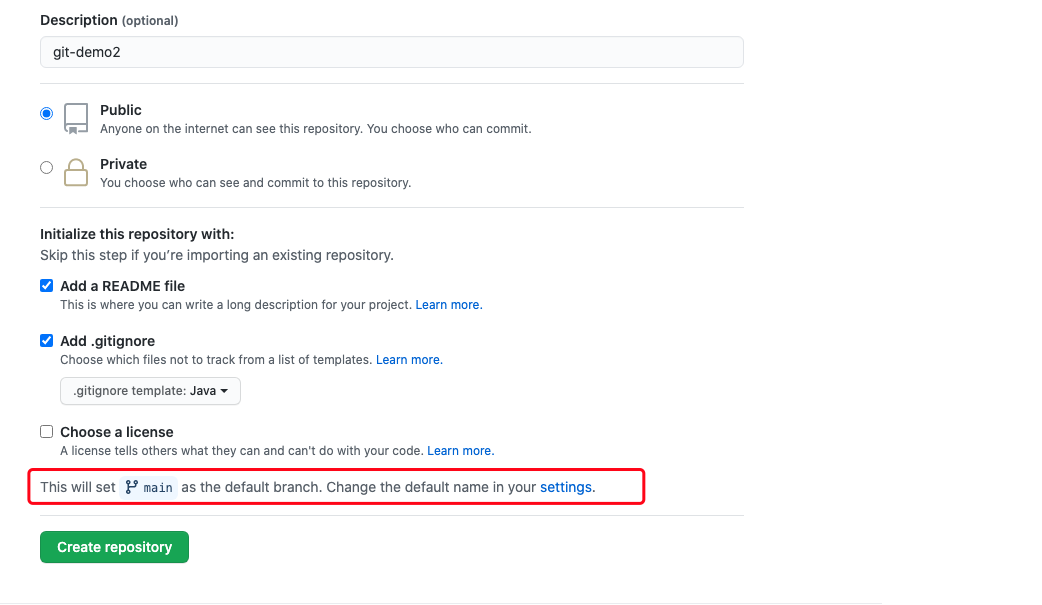 Description (optional)
git-demo2
Public
Anyone on the internet can see this repository. You choose who can commit.
Private
You choose who can see and commit to this repository.
Initialize this repository with:
Skip this step if you’re importing an existing repository.
Add a README file
This is where you can write a long description for your project. Learn more.
Add .gitignore
Choose which files not to track from a list of templates. Learn more.
.gitignore template: Java
Choose a license
A license tells others what they can and can't do with your code. Learn more.
This will set main as the default branch. Change the default name in your settings.
Create repository